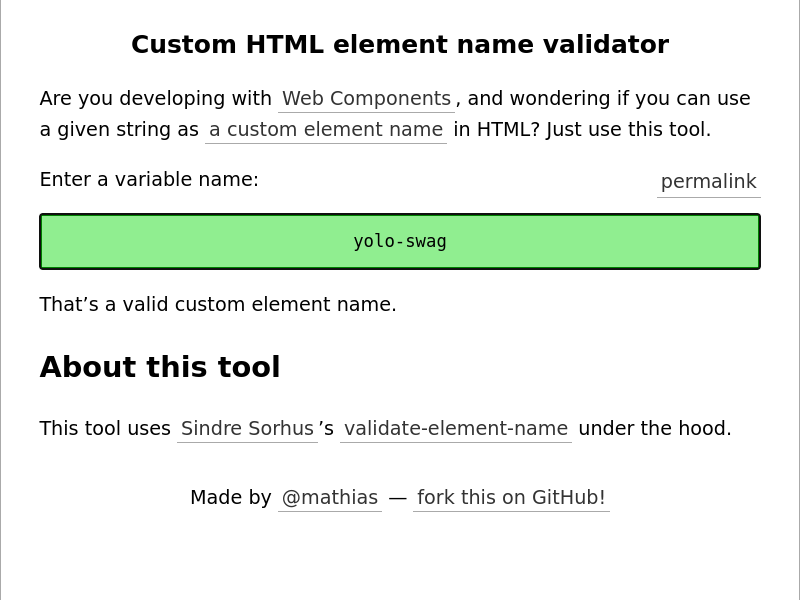 Custom HTML element name validator
Are you developing with Web Components, and wondering if you can use
a given string as a custom element name in HTML? Just use this tool.
Enter a variable name:
permalink
yolo-swag
That’s a valid custom element name.
About this tool
This tool uses Sindre Sorhus’s validate-element-name under the hood.
Made by @mathias — fork this on GitHub!